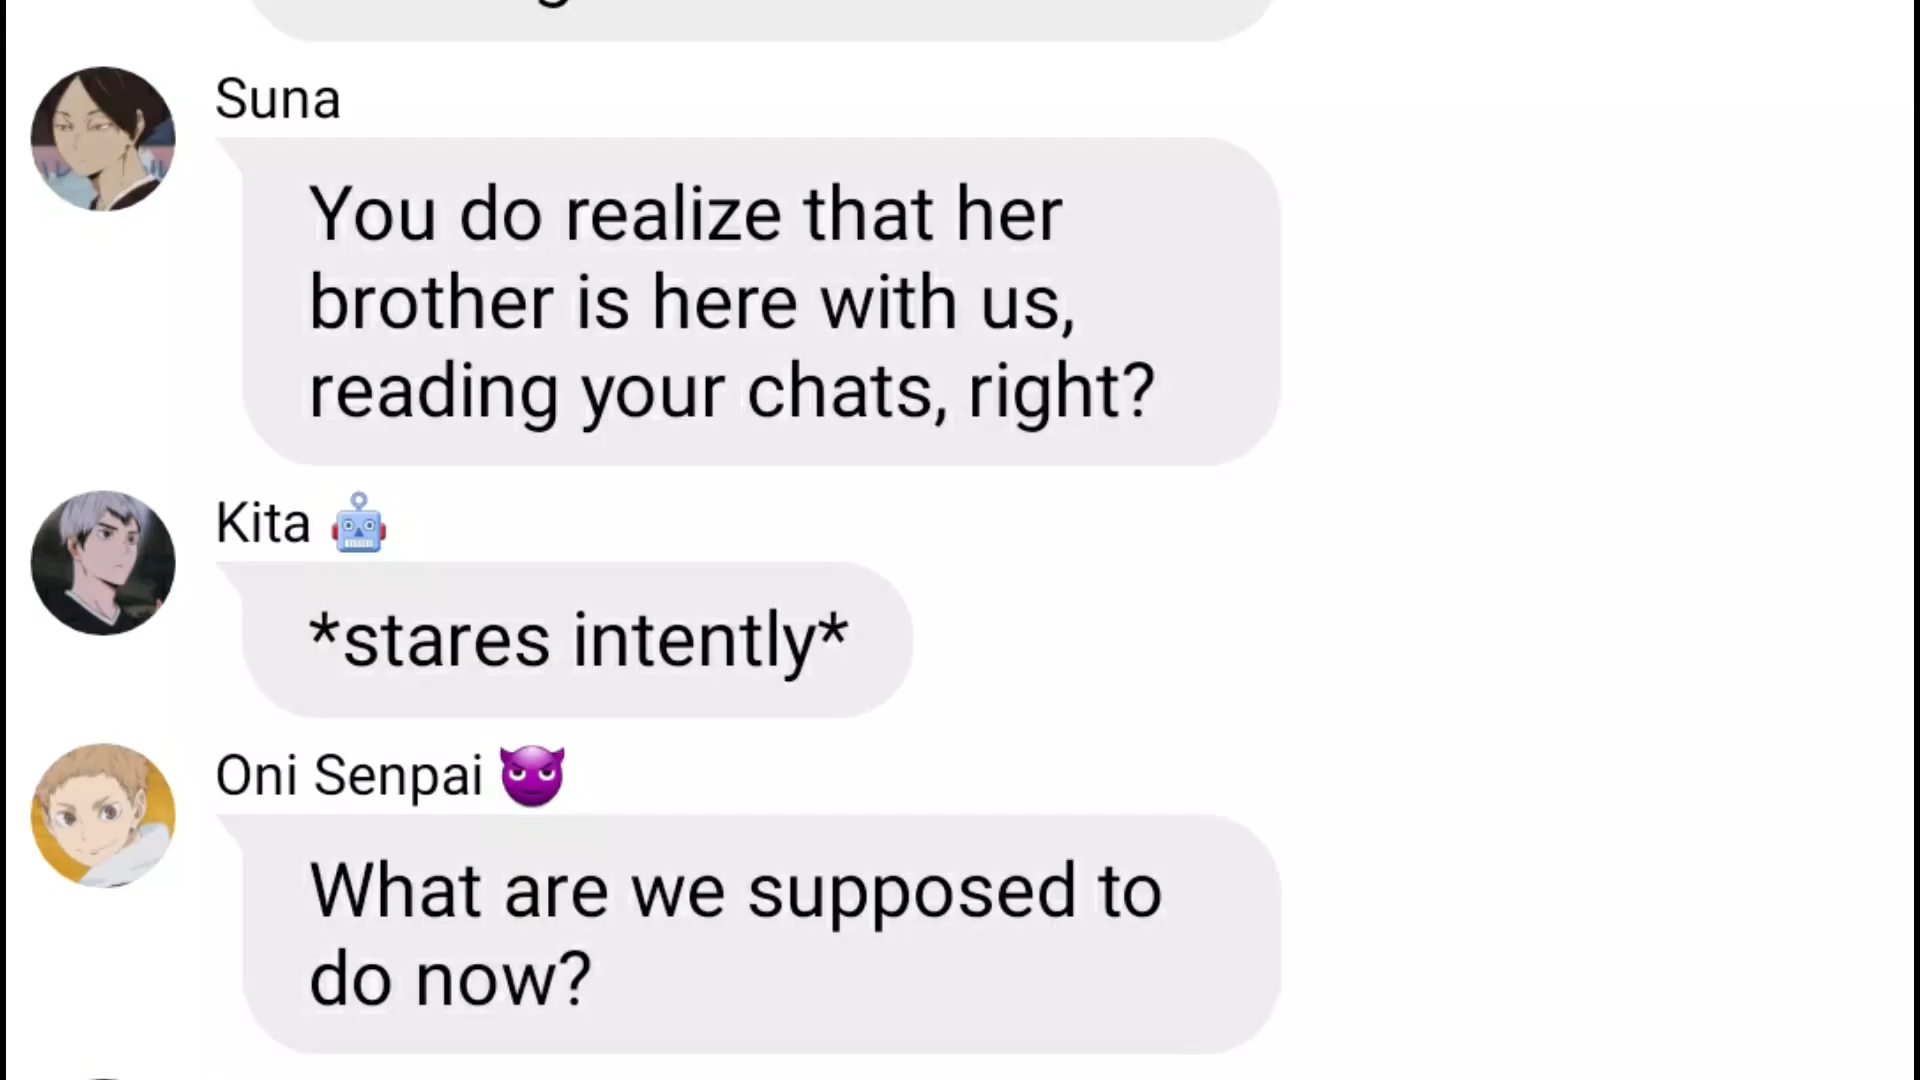 Suna
You do realize that her
brother is here with us,
reading your chats, right?
Kita 🤖
*stares intently*
Oni Senpai 😈
What are we supposed to
do now?